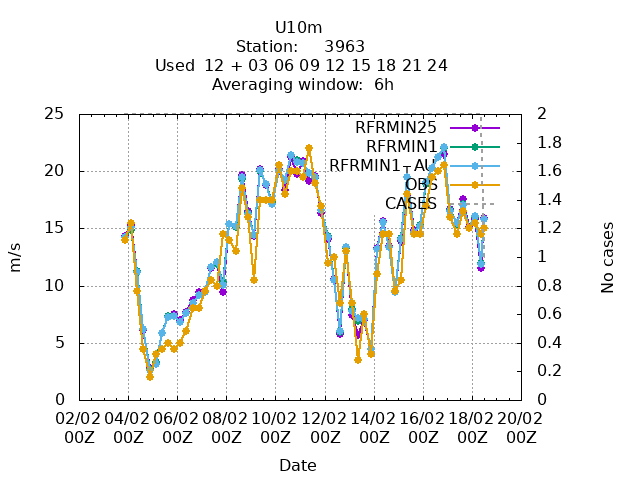 U10m
Station: 3963
Used 12 + 03 06 09 12 15 18 21 24
Averaging window: 6h
25
20
15
10
5
0
m/s
2
1.8
1.6
1.4
1.2
1
0.8
0.6
0.4
0.2
0
No cases
RFRMIN25
RFRMIN1
RFRMIN1_AU
OBS
CASES
02/02 04/02 06/02 08/02 10/02 12/02 14/02 16/02 18/02 20/02
00Z 00Z 00Z 00Z 00Z 00Z 00Z 00Z 00Z 00Z
Date